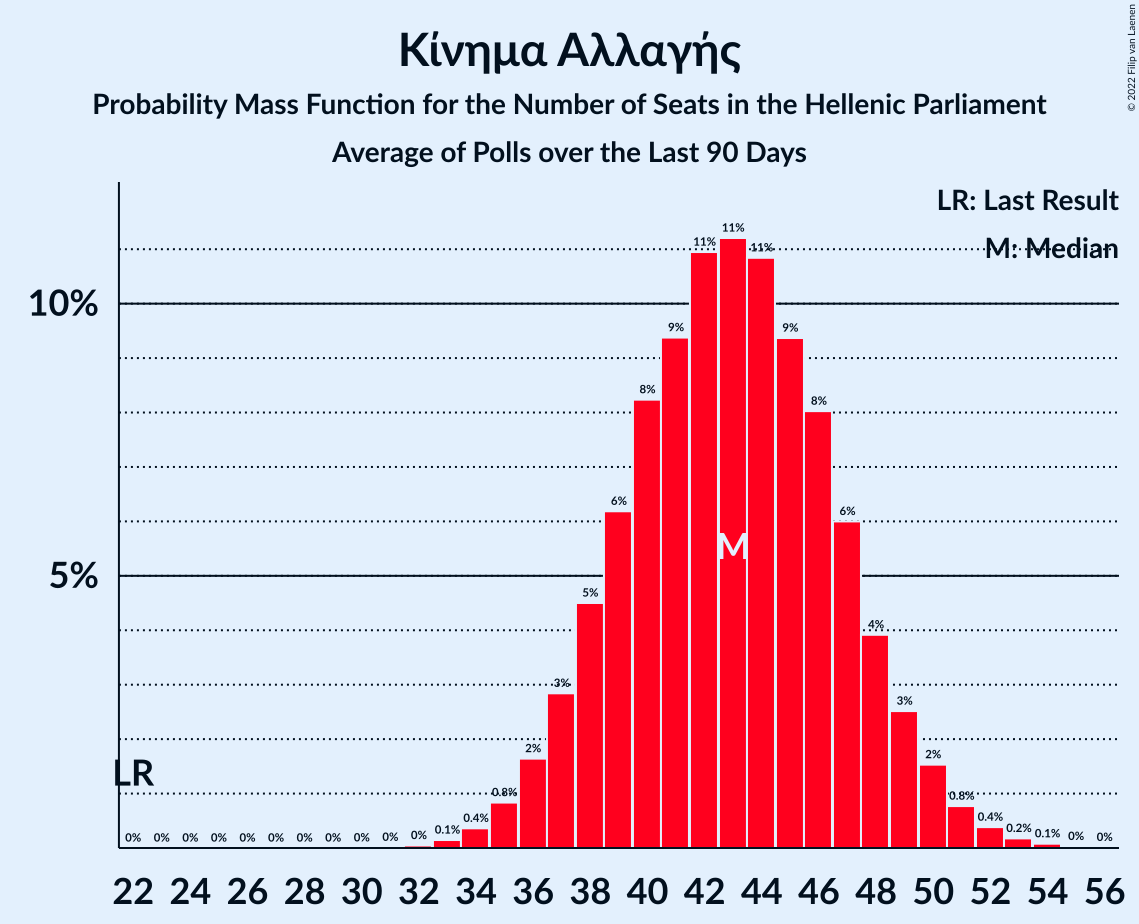 Κίνημα Αλλαγής
Probability Mass Function for the Number of Seats in the Hellenic Parliament
Average of Polls over the Last 90 Days
© 2022 Filip van Laenen
LR: Last Result
M: Median
10%
5%
LR
M
0% 0% 0% 0% 0% 0% 0% 0% 0% 0% 0% 0.1% 0.4% 0.8% 2% 3% 5% 6% 8% 9% 11% 11% 11% 9% 8% 6% 4% 3% 2% 0.8% 0.4% 0.2% 0.1% 0% 0%
22 24 26 28 30 32 34 36 38 40 42 44 46 48 50 52 54 56